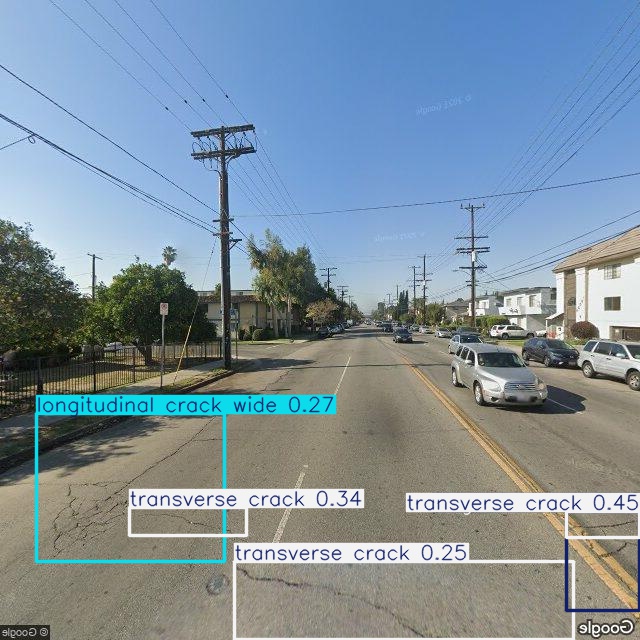 longitudinal crack wide 0.27
transverse crack 0.34
transverse crack 0.45
transverse crack 0.25
© Google
Google